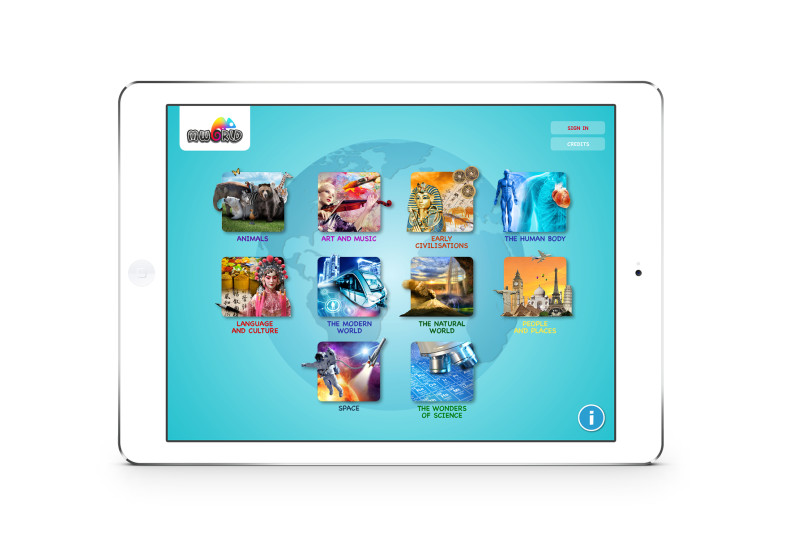 MWORLD
SIGN IN
CREDITS
ANIMALS
ART AND MUSIC
EARLY
CIVILISATIONS
THE HUMAN BODY
LANGUAGE
AND CULTURE
THE MODERN
WORLD
THE NATURAL
WORLD
PEOPLE
AND PLACES
SPACE
THE WONDERS
OF SCIENCE
i